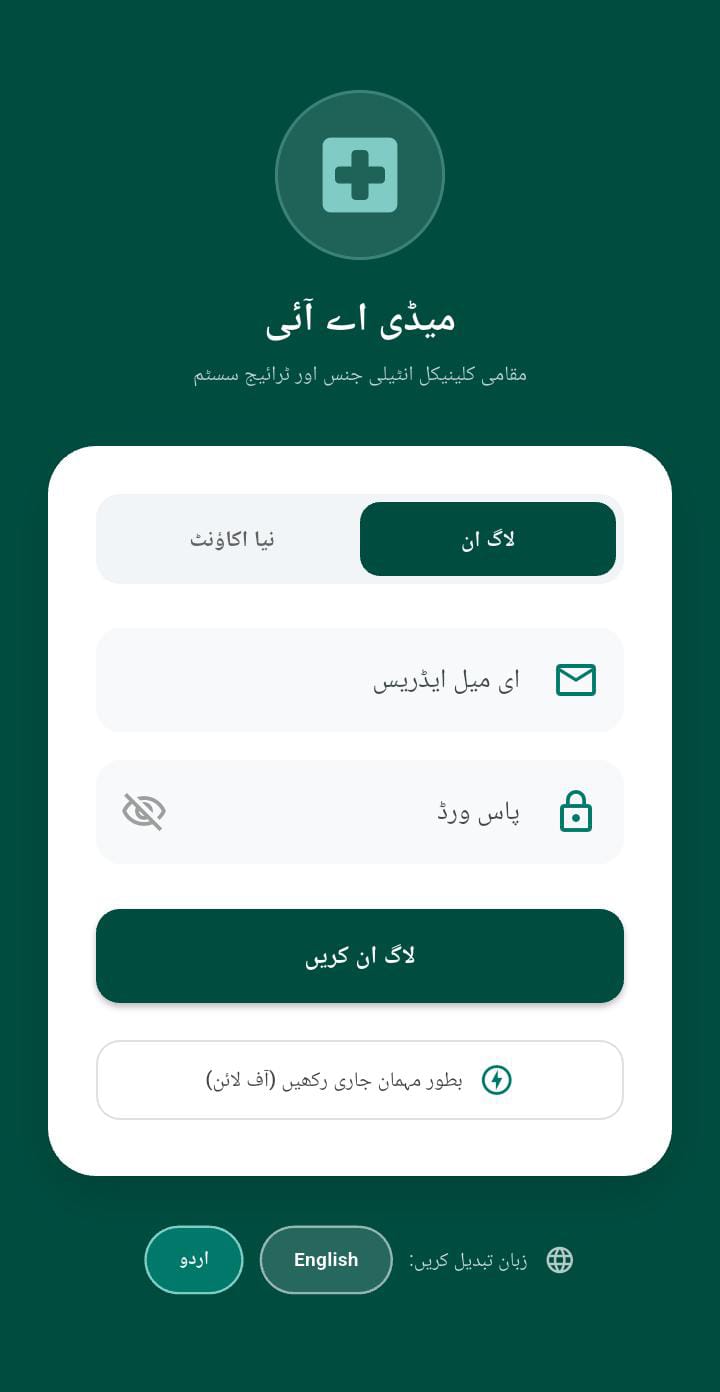 میڈی اے آئی
مقامی کلینیکل انٹیلی جنس اور ٹرائیج سسٹم
لاگ ان
نیا اکاؤنٹ
ای میل ایڈریس
پاس ورڈ
لاگ ان کریں
بطور مہمان جاری رکھیں (آف لائن)
زبان تبدیل کریں: English اردو